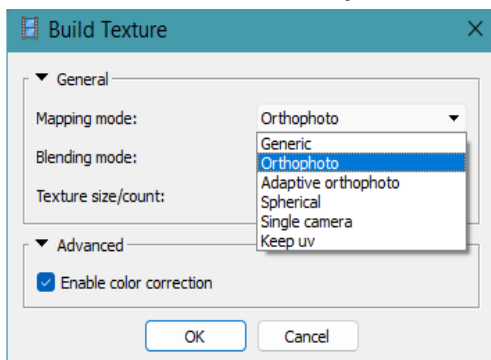 Build Texture
General
Mapping mode: Orthophoto
Generic
Blending mode: Orthophoto
Adaptive orthophoto
Texture size/count: Spherical
Single camera
Advanced Keep uv
Enable color correction
OK Cancel